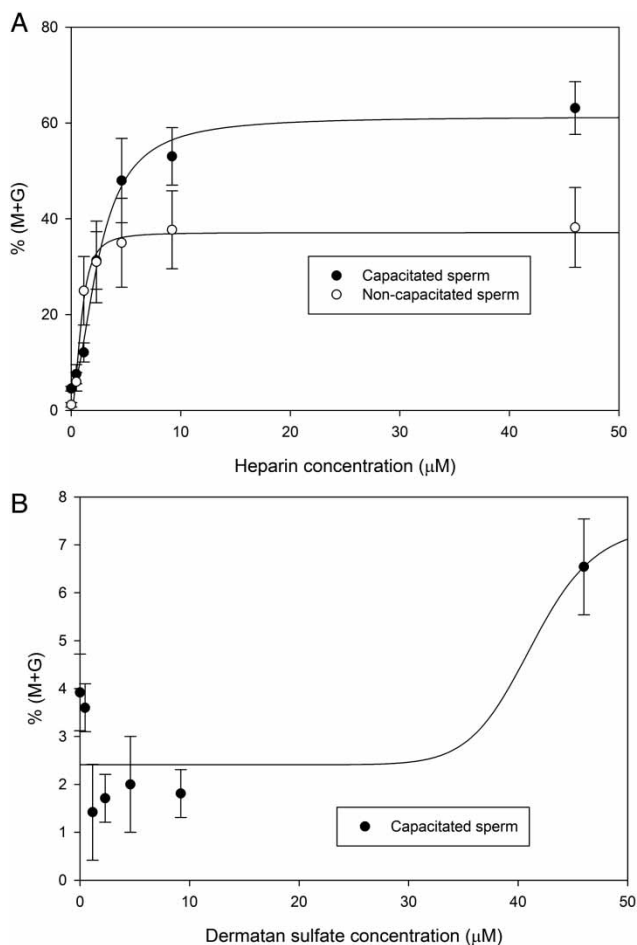 A
80
60
40
20
0
% (M+G)
Capacitated sperm
Non-capacitated sperm
0 10 20 30 40 50
Heparin concentration (μM)
B
8
7
6
5
4
3
2
1
0
% (M+G)
Capacitated sperm
0 10 20 30 40 50
Dermatan sulfate concentration (μM)